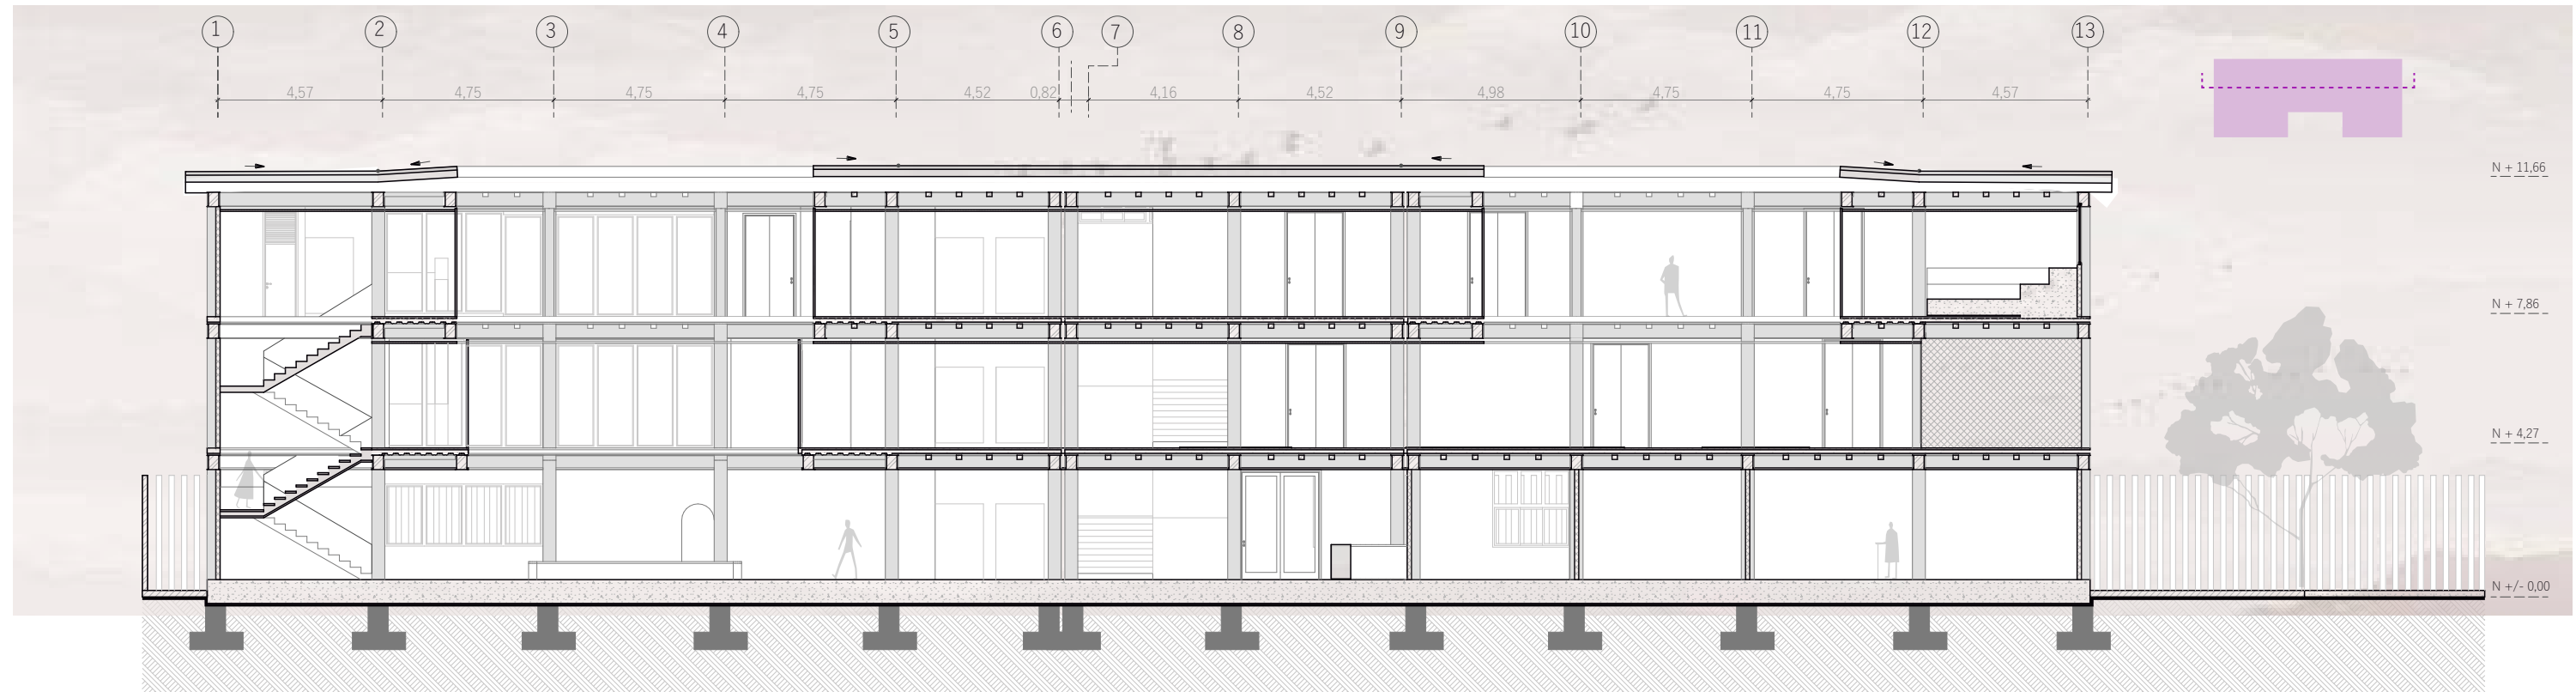 1 2 3 4 5 6 7 8 9 10 11 12 13
4,57 4,75 4,75 4,75 4,52 0,82 4,16 4,52 4,98 4,75 4,75 4,57
N + 11,66
N + 7,86
N + 4,27
N +/- 0,00